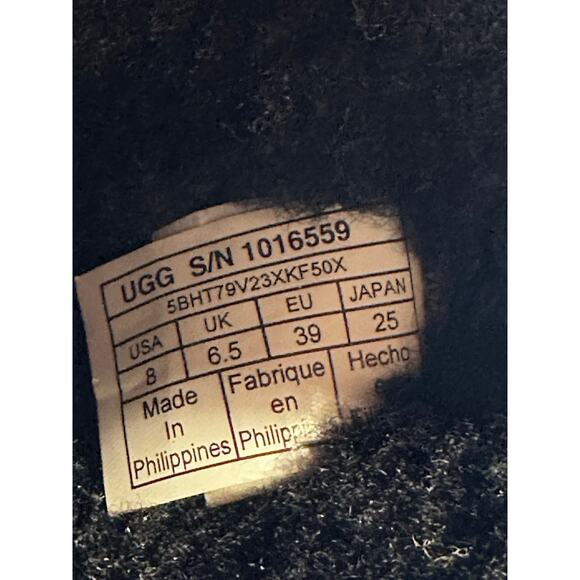 UGG S/N 1016559
5BHT79V23XKF50X
USA UK EU JAPAN
8 6.5 39 25
Made Fabrique Hecho
In en
Philippines